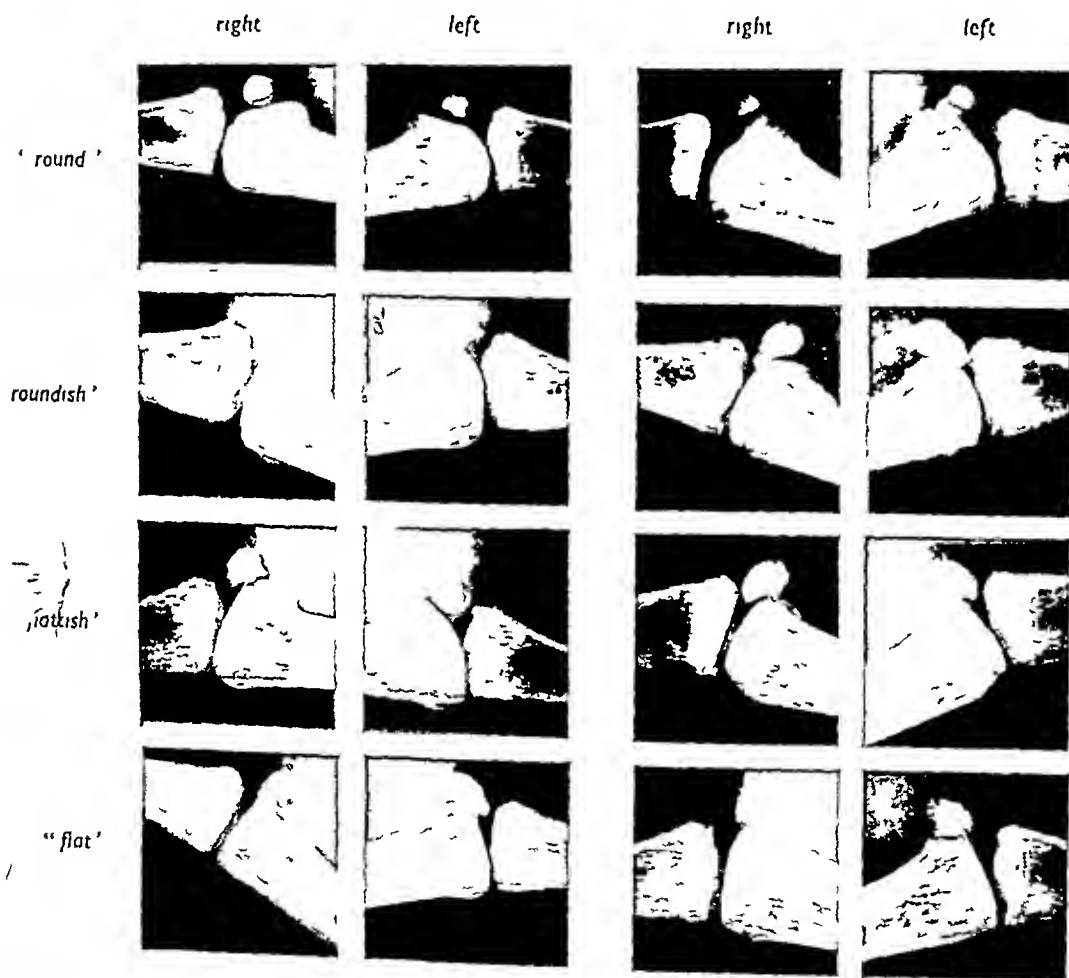 right left right left
‘ round ’
roundish ’
“ flat ’